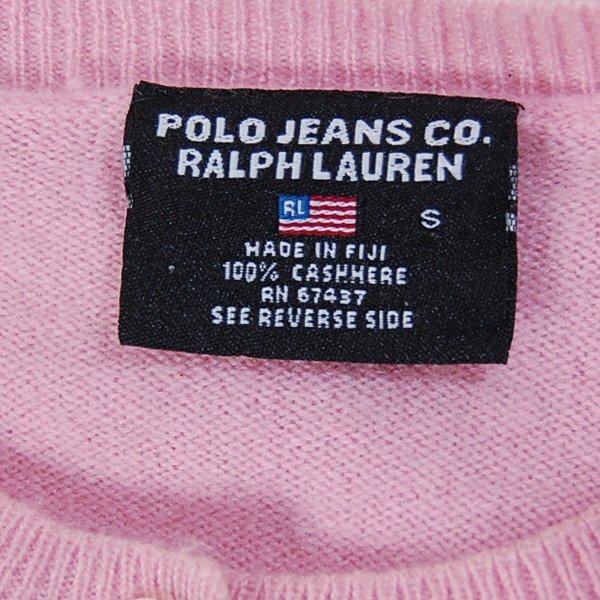 POLO JEANS CO.
RALPH LAUREN
RL
S
MADE IN FIJI
100% CASHMERE
RN 67437
SEE REVERSE SIDE